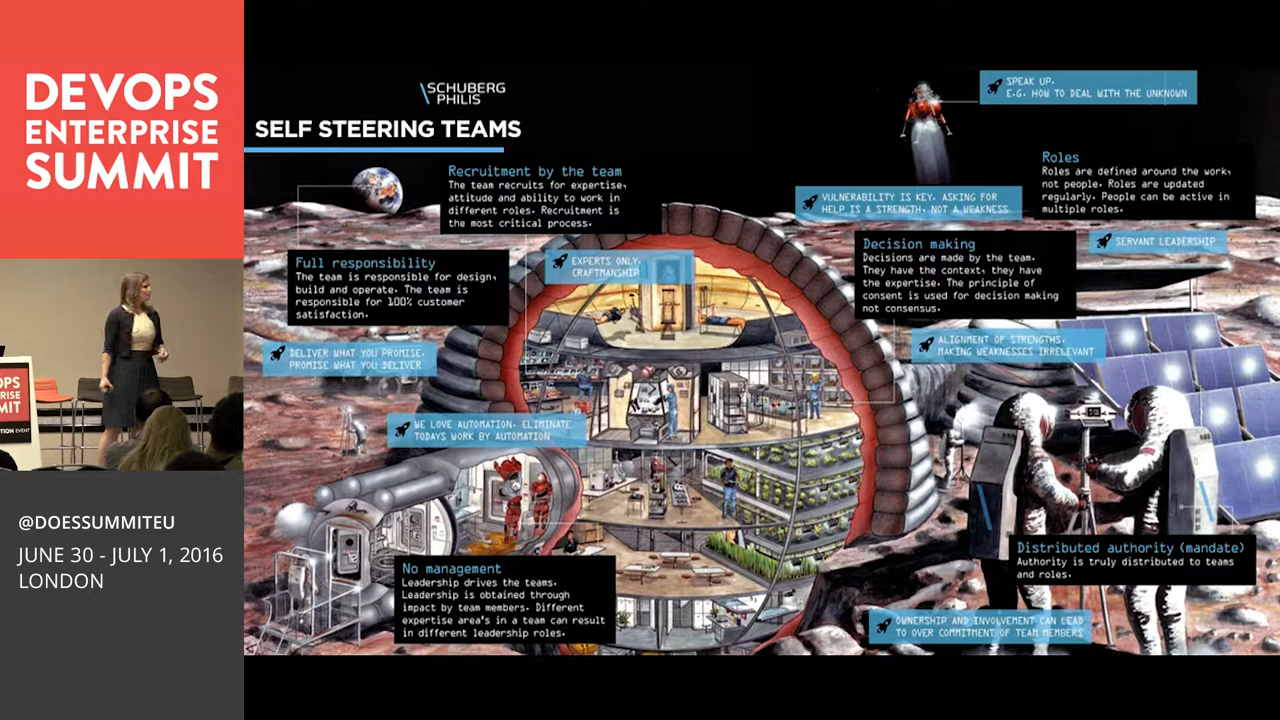 DEVOPS
ENTERPRISE
SUMMIT
@DOESSUMMITEU
JUNE 30 - JULY 1, 2016
LONDON
SCHUBERG
PHILIS
SELF STEERING TEAMS
SPEAK UP.
E.G. HOW TO DEAL WITH THE UNKNOWN
Recruitment by the team
The team recruits for expertise,
attitude and ability to work in
different roles. Recruitment is
the most critical process.
Roles
Roles are defined around the work,
not people. Roles are updated
regularly. People can be active in
multiple roles.
VULNERABILITY IS KEY. ASKING FOR
HELP IS A STRENGTH, NOT A WEAKNESS
Full responsibility
The team is responsible for design,
build and operate. The team is
responsible for 100% customer
satisfaction.
EXPERTS ONLY.
CRAFTMANSHIP
Decision making
Decisions are made by the team.
They have the context, they have
the expertise. The principle of
consent is used for decision making
not consensus.
SERVANT LEADERSHIP
DELIVER WHAT YOU PROMISE.
PROMISE WHAT YOU DELIVER
ALIGNMENT OF STRENGTHS,
MAKING WEAKNESSES IRRELEVANT
WE LOVE AUTOMATION. ELIMINATE
TODAYS WORK BY AUTOMATION
No management
Leadership drives the teams.
Leadership is obtained through
impact by team members. Different
expertise area's in a team can result
in different leadership roles.
Distributed authority (mandate)
Authority is truly distributed to teams
and roles.
OWNERSHIP AND INVOLVEMENT CAN LEAD
TO OVER COMMITMENT OF TEAM MEMBERS